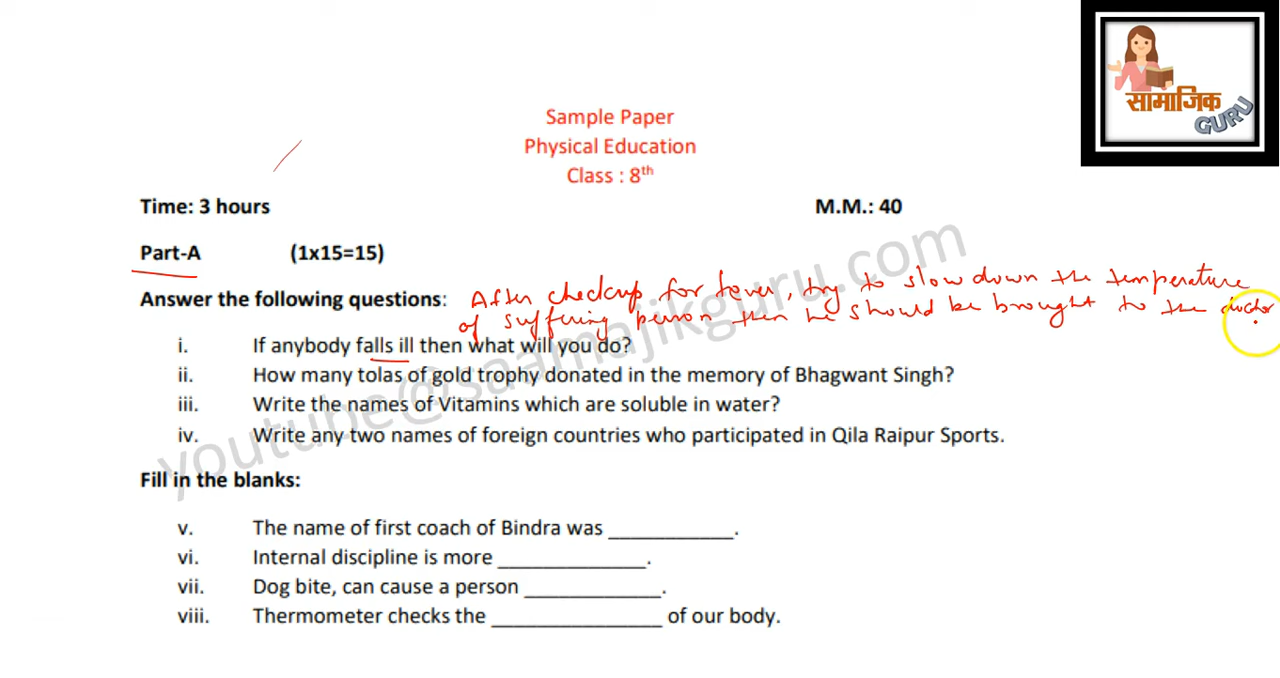 सामाजिक
GURU
Sample Paper
Physical Education
Class : 8th
Time: 3 hours M.M.: 40
Part-A (1x15=15)
After checkup for fever, try to slow down the temperature
of suffering person then he should be brought to the doctor
Answer the following questions:
i. If anybody falls ill then what will you do?
ii. How many tolas of gold trophy donated in the memory of Bhagwant Singh?
iii. Write the names of Vitamins which are soluble in water?
iv. Write any two names of foreign countries who participated in Qila Raipur Sports.
Fill in the blanks:
v. The name of first coach of Bindra was ___________.
vi. Internal discipline is more ______________.
vii. Dog bite, can cause a person _____________.
viii. Thermometer checks the ________________ of our body.
youtube@saamajikguru.com